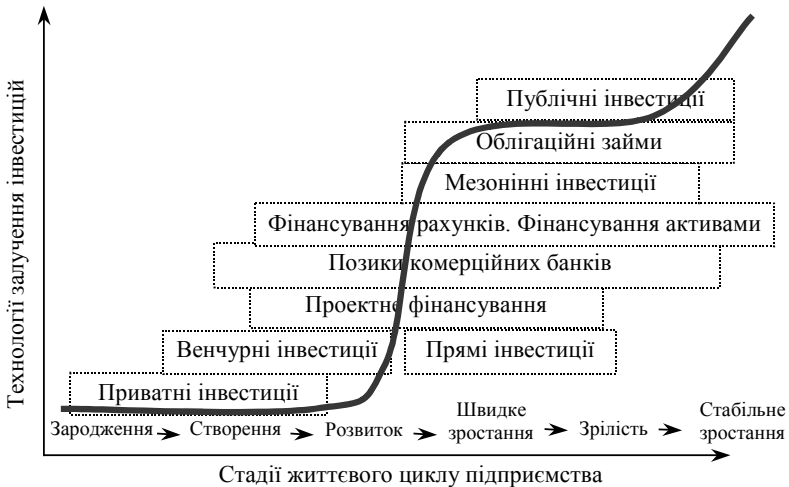 Технології залучення інвестицій
Публічні інвестиції
Облігаційні займи
Мезонінні інвестиції
Фінансування рахунків. Фінансування активами
Позики комерційних банків
Проектне фінансування
Венчурні інвестиції
Прямі інвестиції
Приватні інвестиції
Зародження
Створення
Розвиток
Швидке
зростання
Зрілість
Стабільне
зростання
Стадії життєвого циклу підприємства